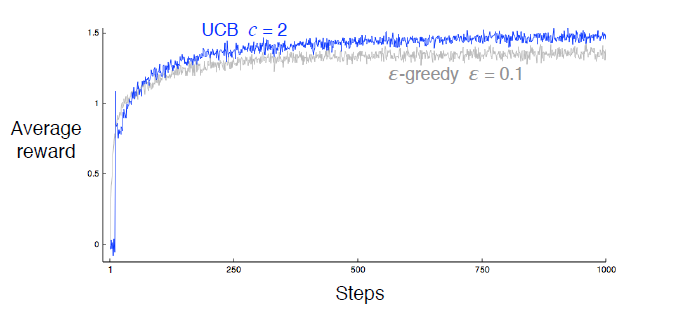 1.5
UCB c = 2
ε-greedy ε = 0.1
1
Average
reward
0.5
0
1
250
500
750
1000
Steps